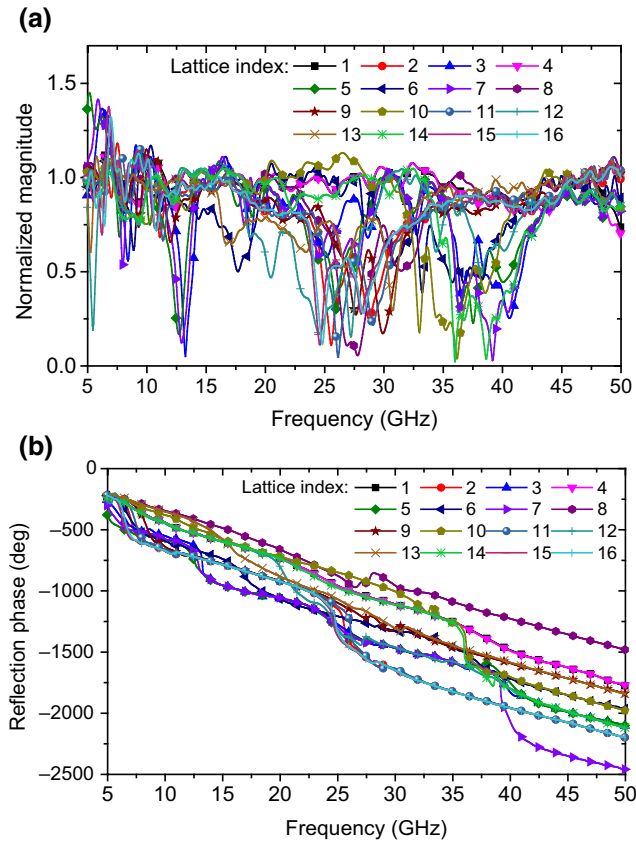 (a)
Lattice index: 1 2 3 4
5 6 7 8
9 10 11 12
13 14 15 16
1.5
1.0
0.5
0.0
Normalized magnitude
5 10 15 20 25 30 35 40 45 50
Frequency (GHz)
(b)
Lattice index: 1 2 3 4
5 6 7 8
9 10 11 12
13 14 15 16
0
−500
−1000
−1500
−2000
−2500
Reflection phase (deg)
5 10 15 20 25 30 35 40 45 50
Frequency (GHz)